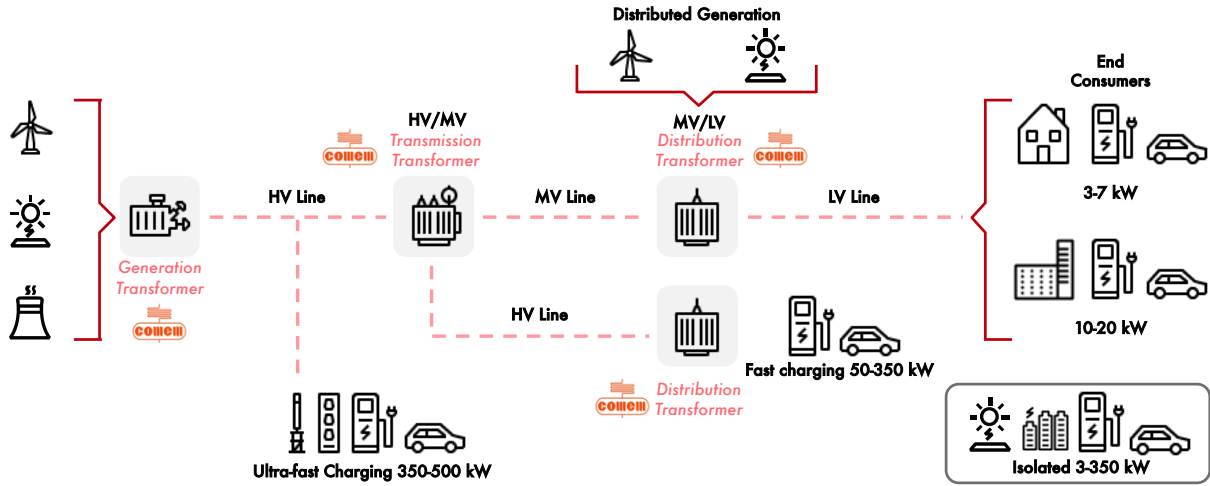 Distributed Generation
End
Consumers
HV/MV
Transmission
Transformer
comem
MV/LV
Distribution
Transformer
comem
3-7 kW
HV Line
MV Line
LV Line
Generation
Transformer
comem
HV Line
10-20 kW
Fast charging 50-350 kW
comem
Distribution
Transformer
Ultra-fast Charging 350-500 kW
Isolated 3-350 kW